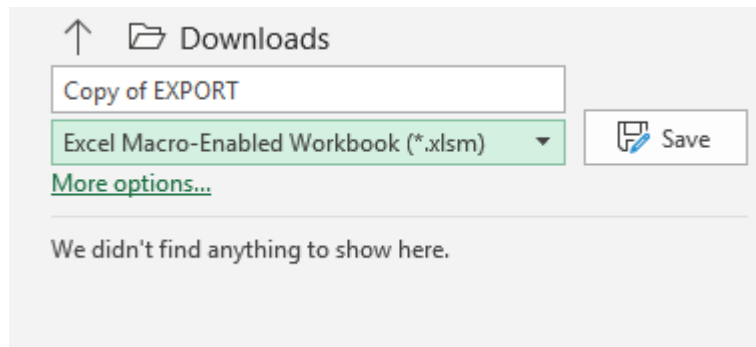 Downloads
Copy of EXPORT
Excel Macro-Enabled Workbook (*.xlsm)
Save
More options...
We didn't find anything to show here.